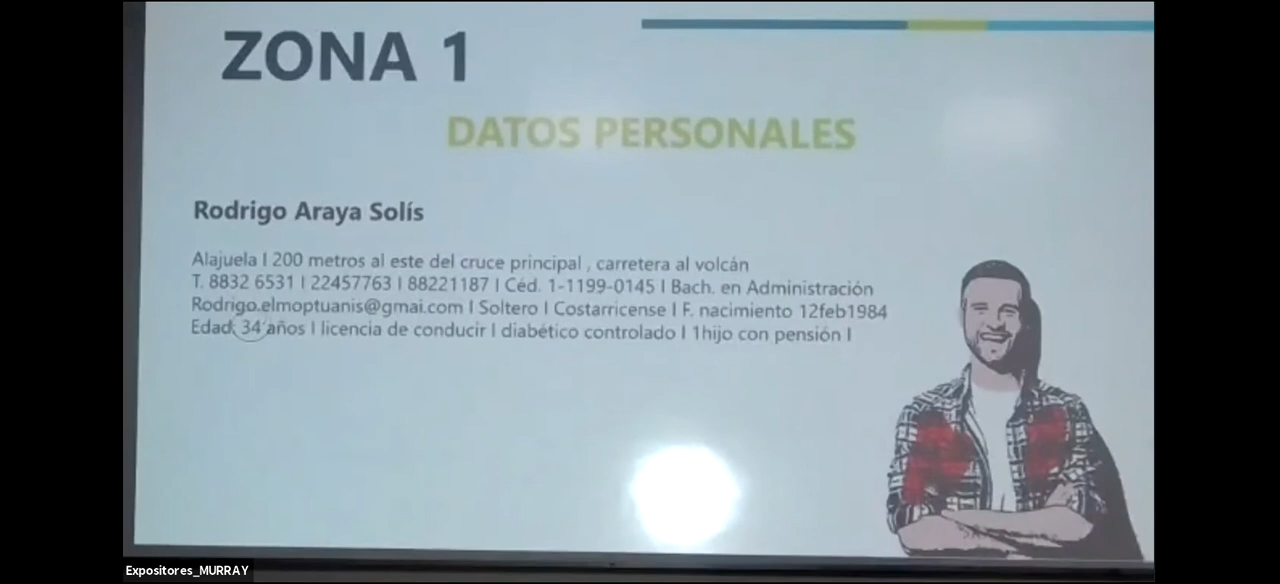 ZONA 1
DATOS PERSONALES
Rodrigo Araya Solís
Alajuela I 200 metros al este del cruce principal , carretera al volcán
T. 8832 6531 I 22457763 I 88221187 I Céd. 1-1199-0145 I Bach. en Administración
Rodrigo.elmoptuanis@gmai.com I Soltero I Costarricense I F. nacimiento 12feb1984
Edad: 34 años I licencia de conducir I diabético controlado I 1hijo con pensión I
Expositores_MURRAY